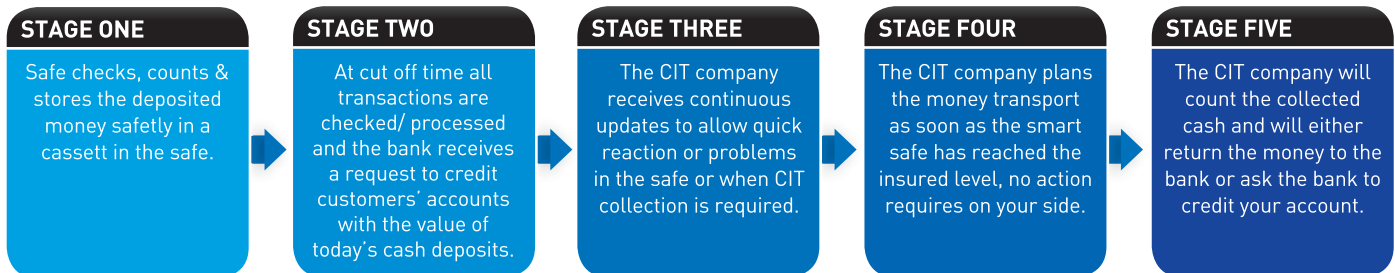 STAGE ONE
Safe checks, counts &
stores the deposited
money safetly in a
cassett in the safe.
STAGE TWO
At cut off time all
transactions are
checked/ processed
and the bank receives
a request to credit
customers’ accounts
with the value of
today’s cash deposits.
STAGE THREE
The CIT company
receives continuous
updates to allow quick
reaction or problems
in the safe or when CIT
collection is required.
STAGE FOUR
The CIT company plans
the money transport
as soon as the smart
safe has reached the
insured level, no action
requires on your side.
STAGE FIVE
The CIT company will
count the collected
cash and will either
return the money to the
bank or ask the bank to
credit your account.